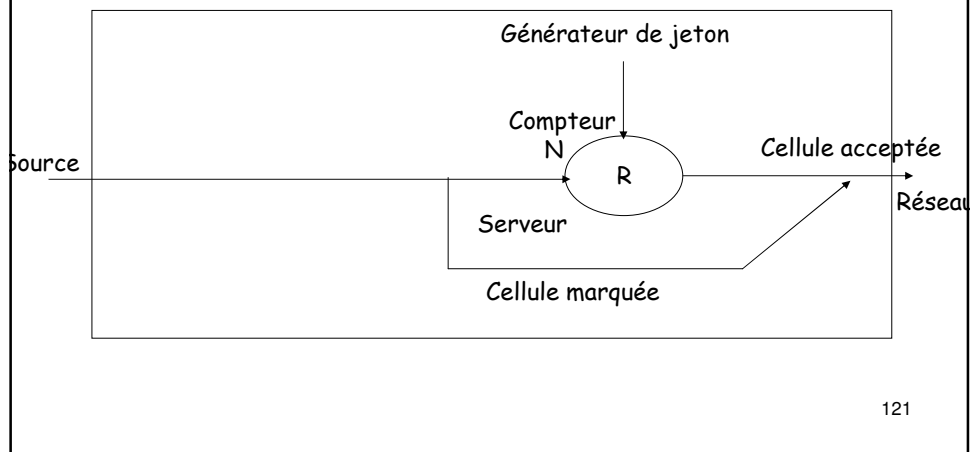 Générateur de jeton
Compteur
N
Cellule acceptée
Source
R
Réseau
Serveur
Cellule marquée
121